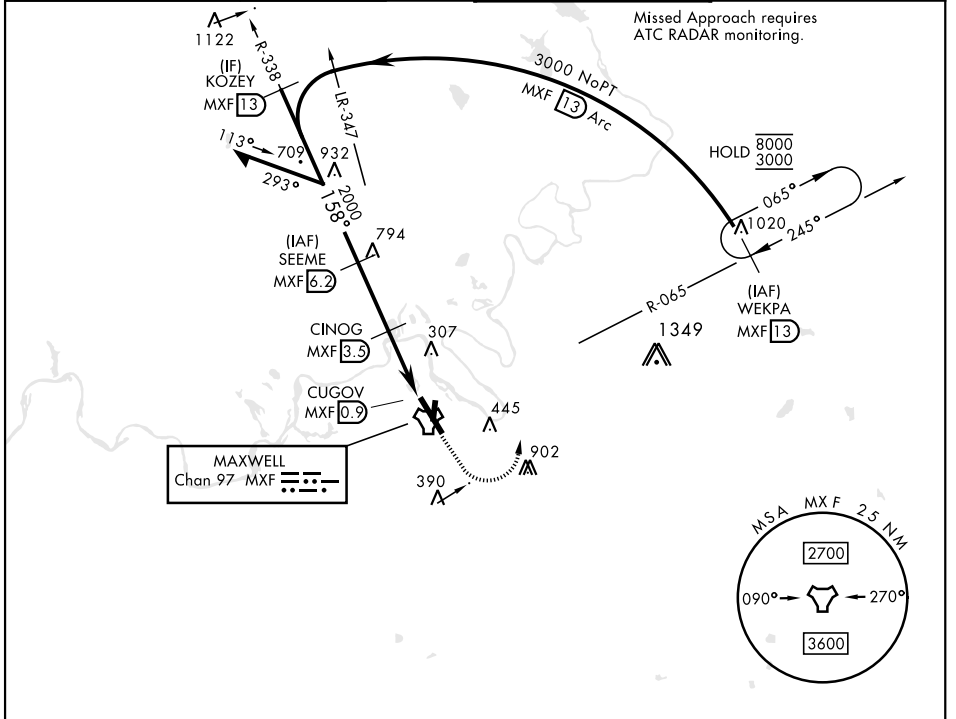 Missed Approach requires
ATC RADAR monitoring.
1122
R-338
(IF)
KOZEY
MXF 13
3000 NoPT
MXF 13 Arc
LR-347
HOLD 8000
3000
113°
709
932
293°
2000
158°
065°
1020
245°
794
(IAF)
SEEME
MXF 6.2
R-065
(IAF)
WEKPA
MXF 13
CINOG
MXF 3.5
307
1349
CUGOV
MXF 0.9
445
MAXWELL
Chan 97 MXF
902
390
MSA MXF 25 NM
2700
090°
270°
3600